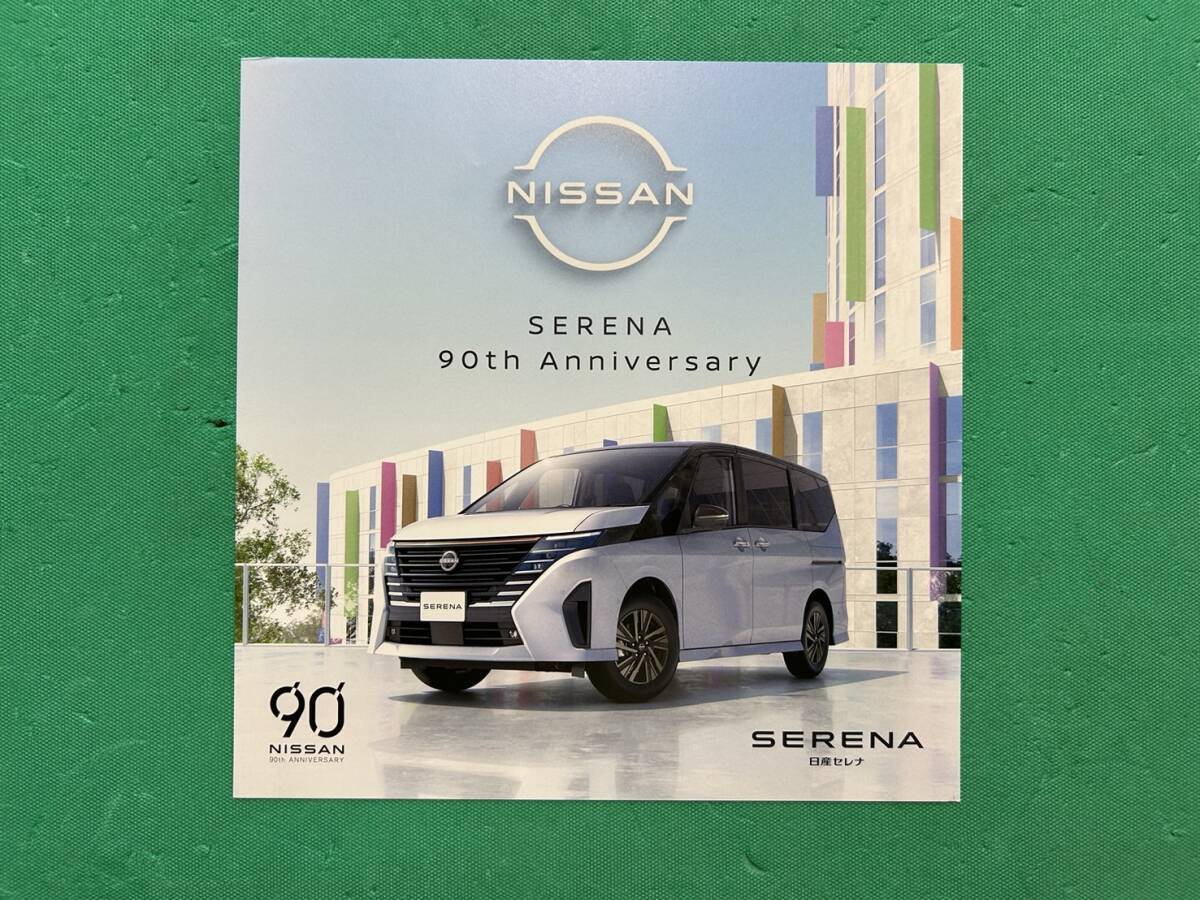 NISSAN
SERENA
90th Anniversary
SERENA
90
NISSAN
90th ANNIVERSARY
SERENA
日産セレナ